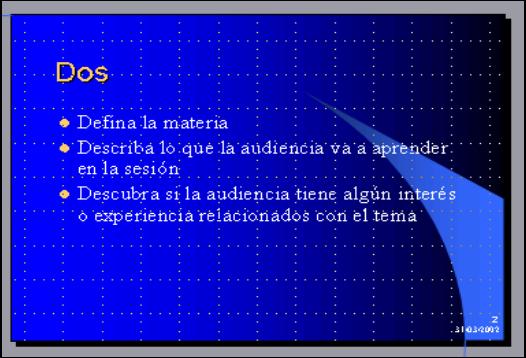 Dos
Defina la materia
Describa lo que la audiencia va a aprender
en la sesión
Descubra si la audiencia tiene algún interés
o experiencia relacionados con el tema
2
31/03/2002